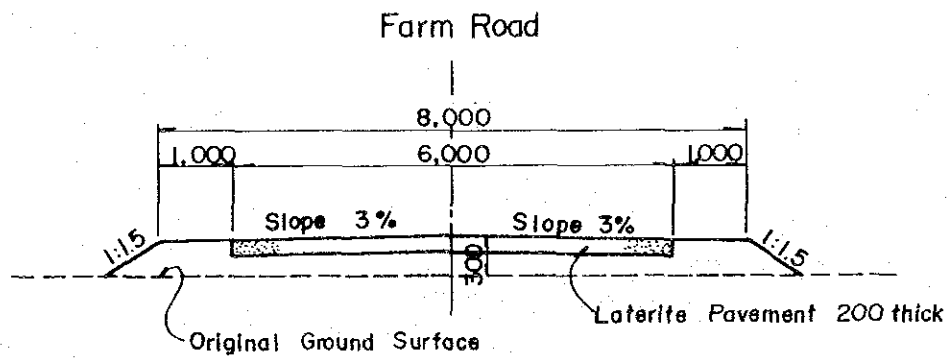 Farm Road
8,000
1,000 6,000 1,000
Slope 3% Slope 3%
1:1.5 1:1.5
300
Laterite Pavement 200 thick
Original Ground Surface